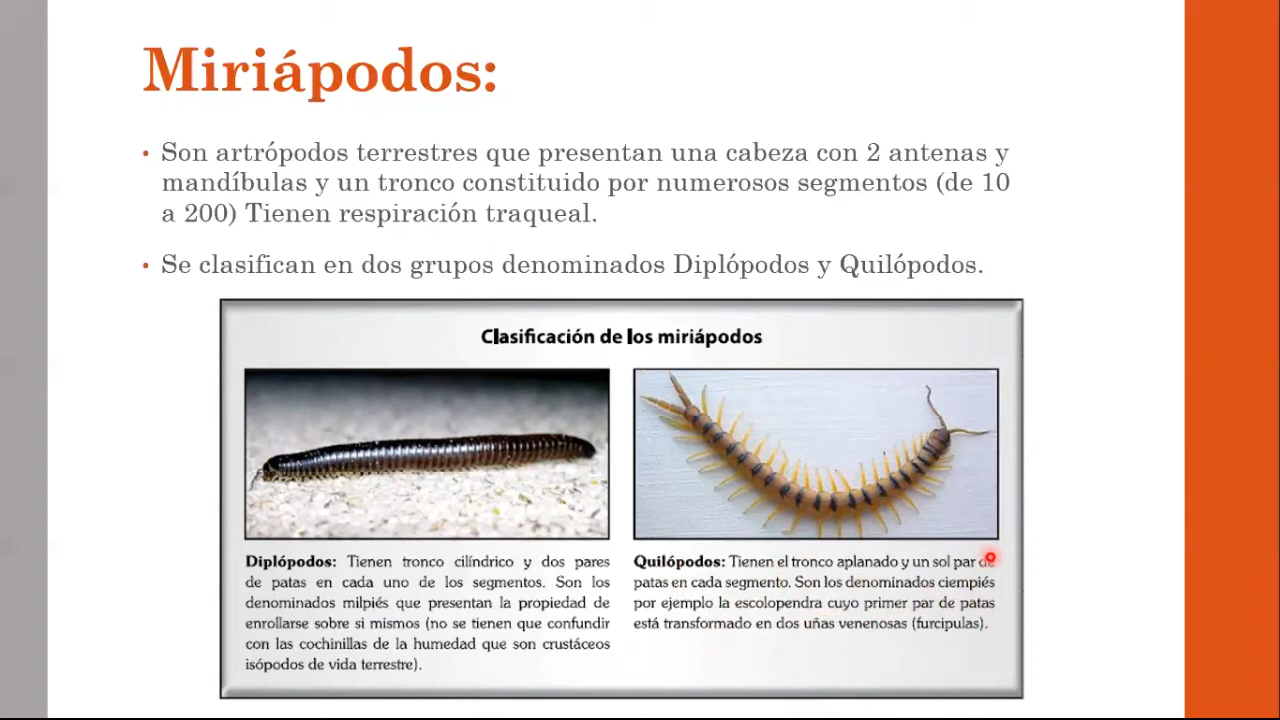 Miriápodos:
• Son artrópodos terrestres que presentan una cabeza con 2 antenas y
mandíbulas y un tronco constituido por numerosos segmentos (de 10
a 200) Tienen respiración traqueal.
• Se clasifican en dos grupos denominados Diplópodos y Quilópodos.
Clasificación de los miriápodos
Diplópodos: Tienen tronco cilíndrico y dos pares
de patas en cada uno de los segmentos. Son los
denominados milpiés que presentan la propiedad de
enrollarse sobre si mismos (no se tienen que confundir
con las cochinillas de la humedad que son crustáceos
isópodos de vida terrestre).
Quilópodos: Tienen el tronco aplanado y un sol par de
patas en cada segmento. Son los denominados ciempiés
por ejemplo la escolopendra cuyo primer par de patas
está transformado en dos uñas venenosas (furcipulas).